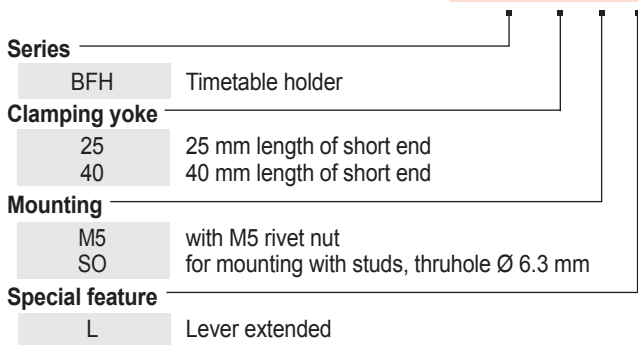 Series
BFH Timetable holder
Clamping yoke
25 25 mm length of short end
40 40 mm length of short end
Mounting
M5 with M5 rivet nut
SO for mounting with studs, thruhole Ø 6.3 mm
Special feature
L Lever extended